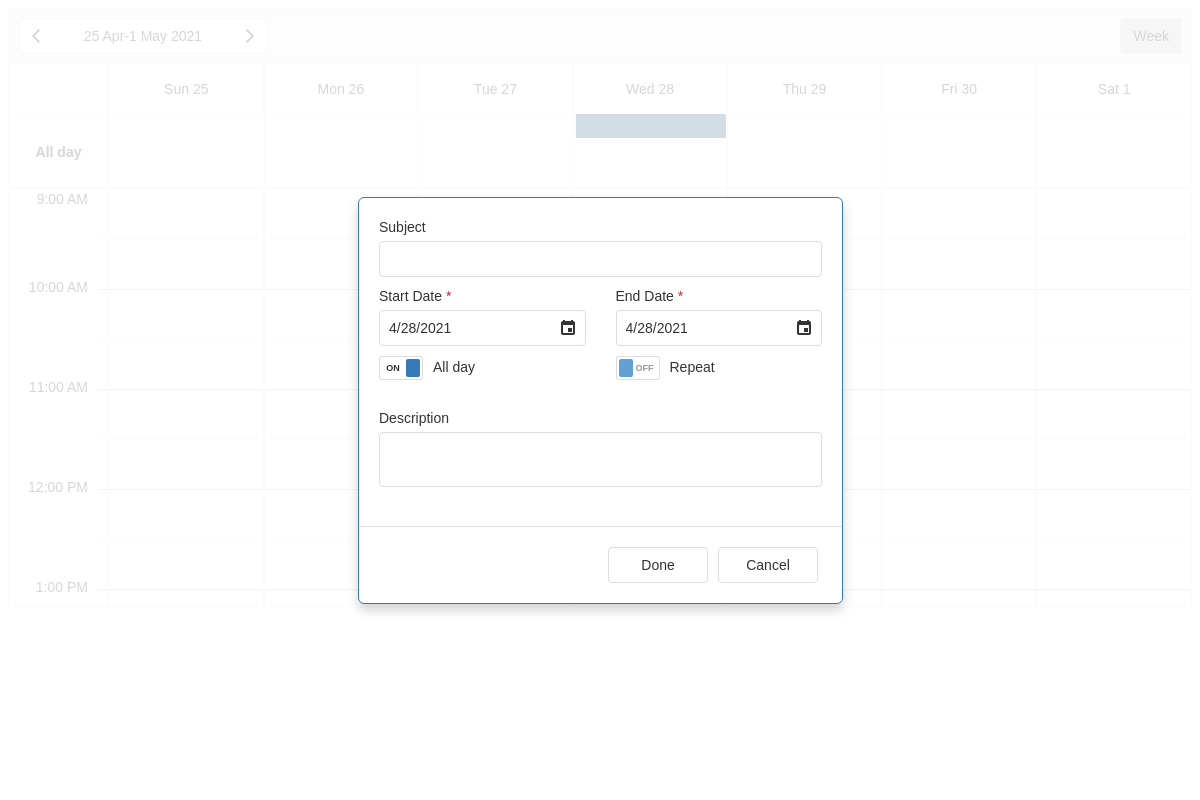 25 Apr-1 May 2021
Week
Sun 25 Mon 26 Tue 27 Wed 28 Thu 29 Fri 30 Sat 1
All day
9:00 AM
10:00 AM
11:00 AM
12:00 PM
1:00 PM
Subject
Start Date * End Date *
4/28/2021 4/28/2021
ON All day OFF Repeat
Description
Done Cancel